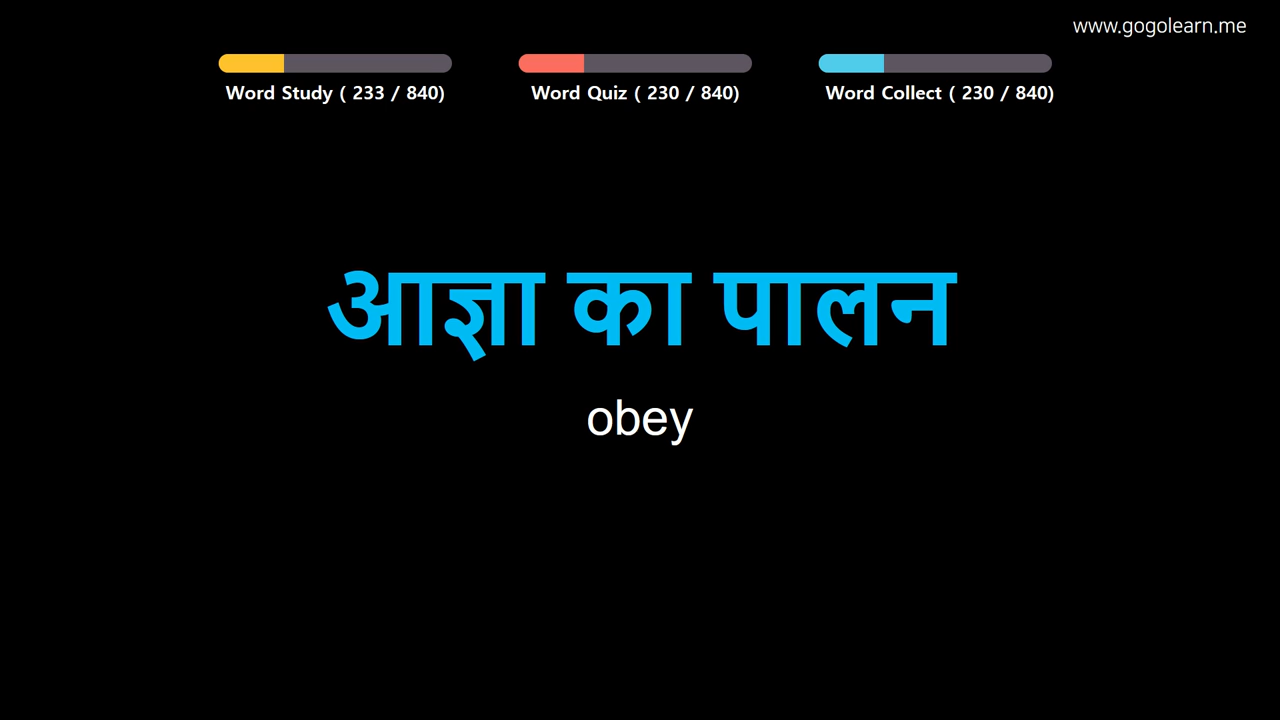 www.gogolearn.me
Word Study ( 233 / 840) Word Quiz ( 230 / 840) Word Collect ( 230 / 840)
आज्ञा का पालन
obey